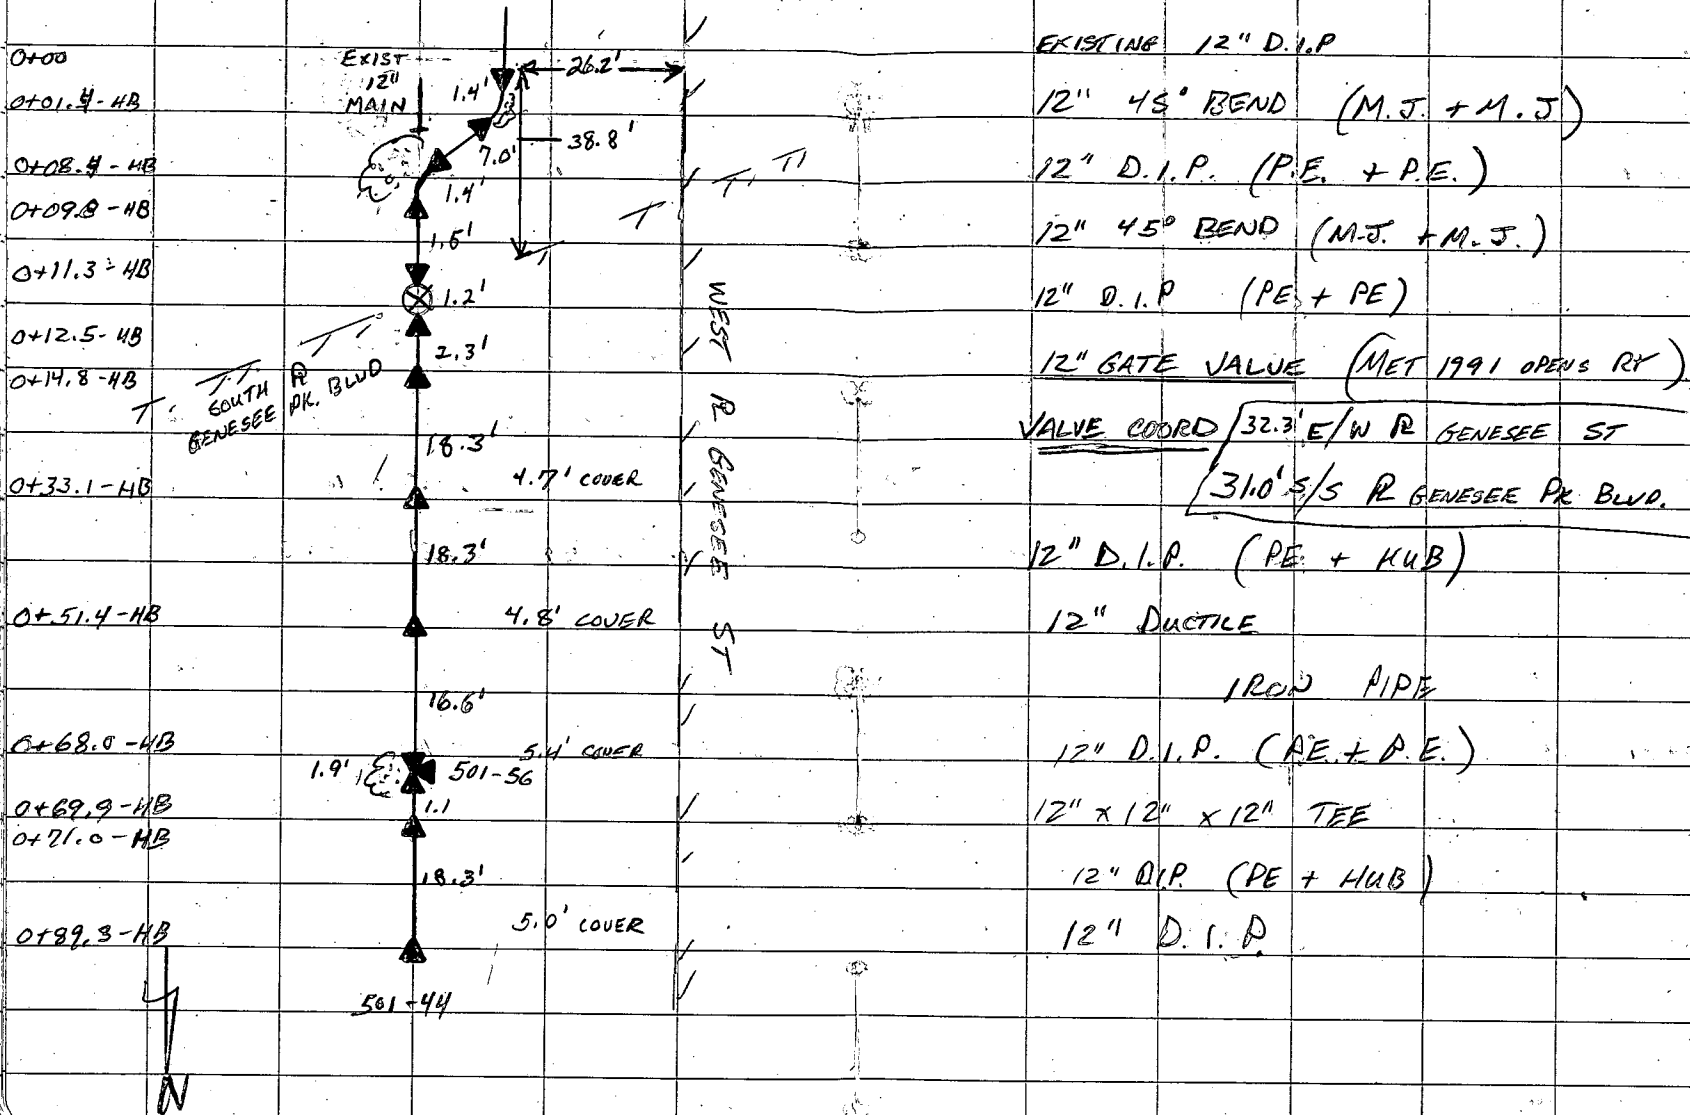 0+00
EXIST
12"
MAIN
26.2'
EXISTING 12" D.I.P
0+01.4-HB
1.4'
12" 45° BEND (M.J. + M.J)
38.8'
0+08.4-HB
7.0'
T T T
12" D.I.P. (P.E. + P.E.)
0+09.8-HB
1.4'
12" 45° BEND (M.J. + M.J.)
1.5'
0+11.3-HB
1.2'
12" D.I.P (PE + PE)
0+12.5-HB
2.3'
12" GATE VALUE (MET 1991 OPENS RT)
0+14.8-HB
SOUTH PL
GENESEE PK. BLVD
WEST PL GENESEE ST
VALVE COORD 32.3' E/W PL GENESEE ST
18.3'
4.7' COVER
31.0' S/S PL GENESEE PK BLVD.
0+33.1-HB
18.3'
12" D.I.P. (PE + HUB)
0+51.4-HB
4.8' COVER
12" DUCTILE
16.6'
IRON PIPE
0+68.0-HB
5.4' COVER
12" D.I.P. (P.E. + P.E.)
1.9'
501-56
0+69.9-HB
1.1
12" x 12" x 12" TEE
0+71.0-HB
18.3'
12" DIP. (PE + HUB)
0+89.3-HB
5.0' COVER
12" D.I.P.
501-44
N